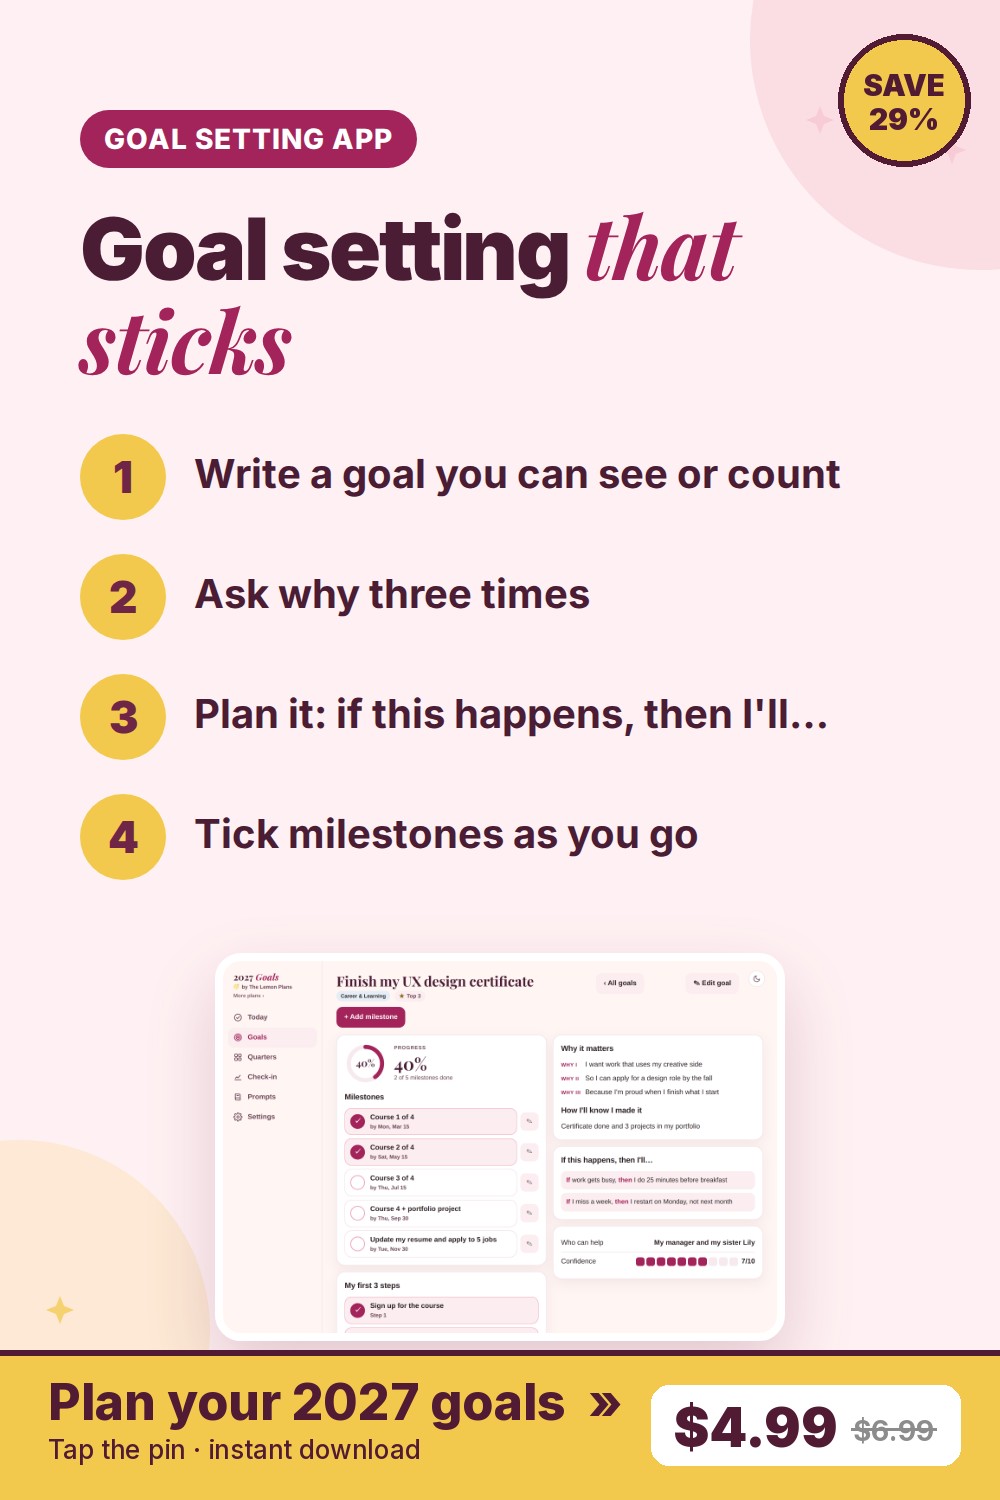 SAVE
29%
GOAL SETTING APP
Goal setting that
sticks
1 Write a goal you can see or count
2 Ask why three times
3 Plan it: if this happens, then I'll...
4 Tick milestones as you go
2027 Goals
by The Lemon Plans
More plans ›
Today
Goals
Quarters
Check-in
Prompts
Settings
Finish my UX design certificate
Career & Learning
Top 3
‹ All goals
Edit goal
+ Add milestone
40%
PROGRESS
40%
2 of 5 milestones done
Milestones
Course 1 of 4
by Mon, Mar 15
Course 2 of 4
by Sat, May 15
Course 3 of 4
by Thu, Jul 15
Course 4 + portfolio project
by Thu, Sep 30
Update my resume and apply to 5 jobs
by Tue, Nov 30
My first 3 steps
Sign up for the course
Step 1
Why it matters
WHY I I want work that uses my creative side
WHY II So I can apply for a design role by the fall
WHY III Because I'm proud when I finish what I start
How I'll know I made it
Certificate done and 3 projects in my portfolio
If this happens, then I'll...
If work gets busy, then I do 25 minutes before breakfast
If I miss a week, then I restart on Monday, not next month
Who can help My manager and my sister Lily
Confidence 7/10
Plan your 2027 goals »
Tap the pin · instant download
$4.99 $6.99